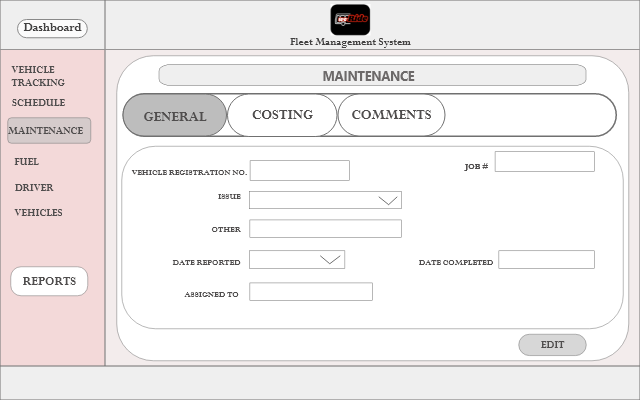 Dashboard
Ride
Fleet Management System
VEHICLE
TRACKING
SCHEDULE
MAINTENANCE
FUEL
DRIVER
VEHICLES
REPORTS
MAINTENANCE
GENERAL
COSTING
COMMENTS
VEHICLE REGISTRATION NO.
JOB #
ISSUE
OTHER
DATE REPORTED
DATE COMPLETED
ASSIGNED TO
EDIT